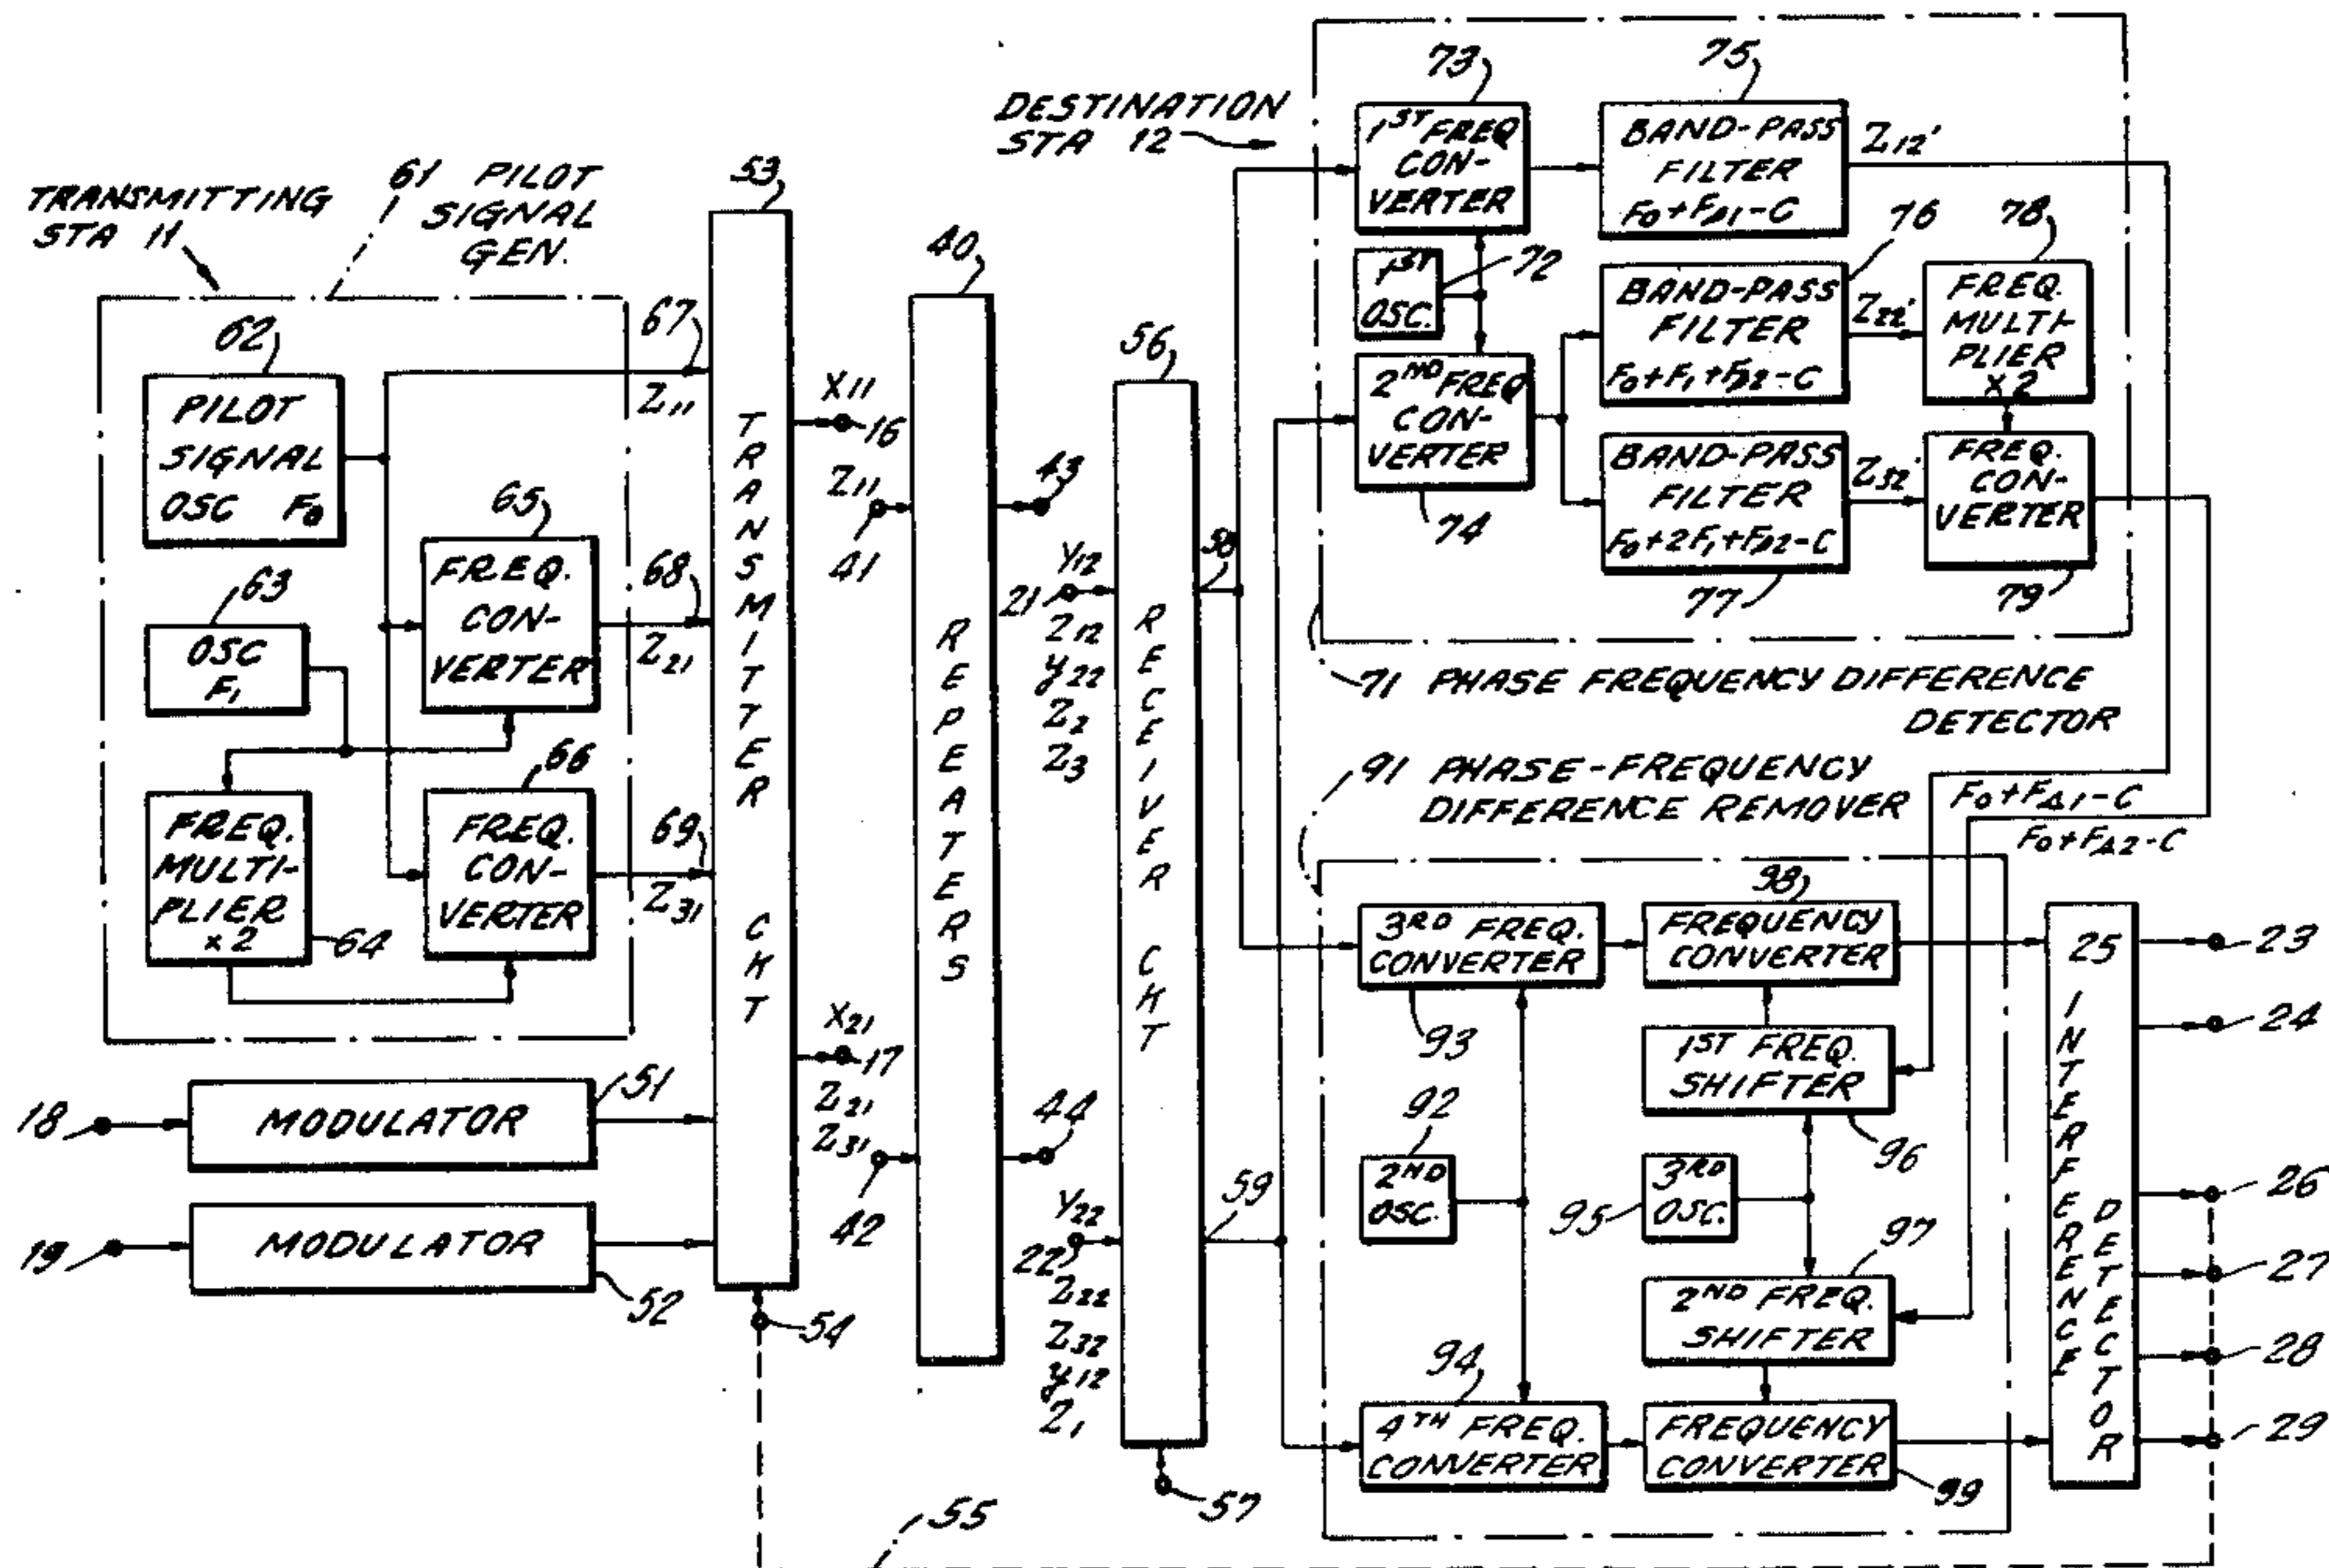 TRANSMITTING
STA 11
61 PILOT
SIGNAL
GEN.
62
PILOT
SIGNAL
OSC F0
63
OSC
F1
FREQ.
MULTI-
PLIER
×2
64
65
FREQ.
CON-
VERTER
66
FREQ.
CON-
VERTER
67
Z11
68
Z21
69
Z31
18
MODULATOR
51
19
MODULATOR
52
53
TRANSMITTER CKT
54
55
X11
16
Z11
41
X21
17
Z21
Z31
42
40
REPEATERS
43
44
Y12
21
Z12
y22
Z2
Z3
Y22
22
Z22
Z32
y12
Z1
56
RECEIVER CKT
57
58
59
DESTINATION
STA 12
73
1ST FREQ
CON-
VERTER
1ST
OSC.
72
2ND FREQ
CON-
VERTER
74
75
BAND-PASS
FILTER
F0+FΔ1-C
Z12'
76
BAND-PASS
FILTER
F0+F1+FΔ2-C
Z22'
BAND-PASS
FILTER
F0+2F1+FΔ2-C
77
Z32'
78
FREQ.
MULTI-
PLIER
×2
FREQ.
CON-
VERTER
79
71 PHASE FREQUENCY DIFFERENCE
DETECTOR
91 PHASE-FREQUENCY
DIFFERENCE REMOVER
F0+FΔ1-C
F0+FΔ2-C
3RD FREQ.
CONVERTER
93
98
FREQUENCY
CONVERTER
1ST FREQ.
SHIFTER
96
92
2ND
OSC.
95
3RD
OSC.
97
2ND FREQ.
SHIFTER
94
4TH FREQ.
CONVERTER
FREQUENCY
CONVERTER
99
25
INTERFERENCE
DETECTOR
23
24
26
27
28
29